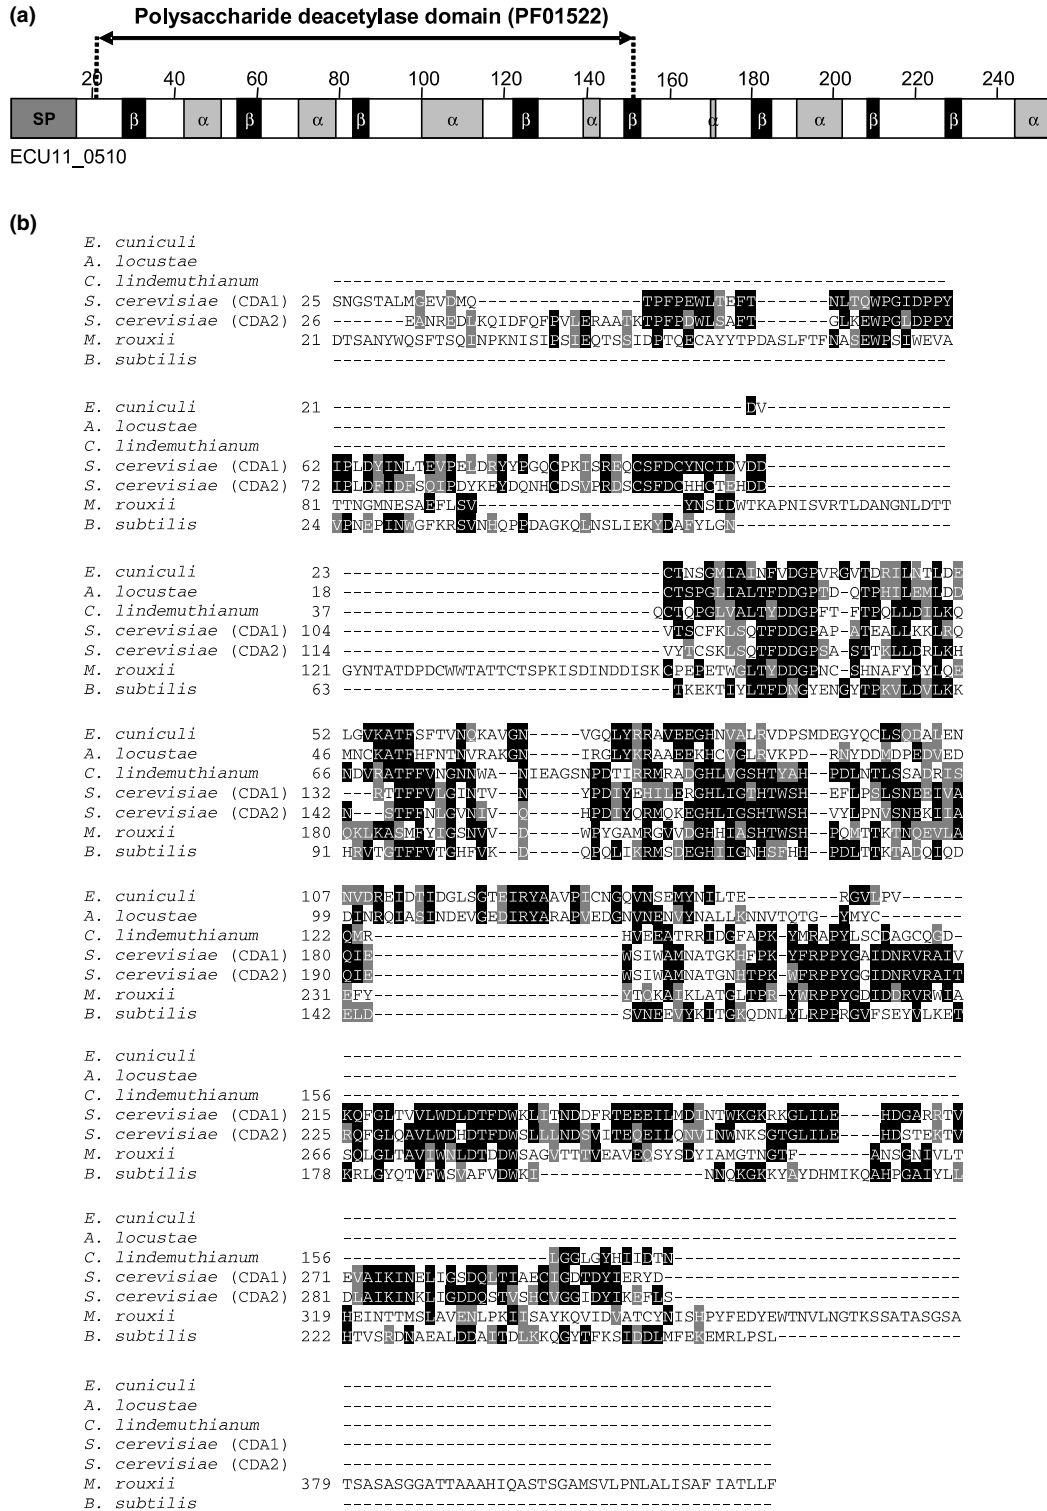 (a)
Polysaccharide deacetylase domain (PF01522)
20 40 60 80 100 120 140 160 180 200 220 240
SP β α β α β α β α β α β α β β α
ECU11_0510
(b)
E. cuniculi
A. locustae
C. lindemuthianum
S. cerevisiae (CDA1) 25 SNGSTALMGEVDMQ----------------TPFPEWLTEFT-------NLTQWPGIDPPY
S. cerevisiae (CDA2) 26 -------EANREDLKQIDFQFPVLERAATKTPFPDWLSAFT-------GLKEWPGLDPPY
M. rouxii 21 DTSANYWQSFTSQINPKNISIPSIEQTSSIDPTQECAYYTPDASLFTFNASEWPSIWEVA
B. subtilis
E. cuniculi 21 ----------------------------------------DV------------------
A. locustae
C. lindemuthianum
S. cerevisiae (CDA1) 62 IPLDYINLTEVPELDRYYPGQCPKISREQCSFDCYNCIDVDD------------------
S. cerevisiae (CDA2) 72 IPLDFIDFSQIPDYKEYDQNHCDSVPRDSCSFDCHHCTEHDD------------------
M. rouxii 81 TTNGMNESAEFLSV--------------------YNSIDWTKAPNISVRTLDANGNLDTT
B. subtilis 24 VPNEPINWGFKRSVNHQPPDAGKQLNSLIEKYDAFYLGN---------------------
E. cuniculi 23 -------------------------------CTNSGMIAINFVDGPVRGVTDRILNTLDE
A. locustae 18 -------------------------------CTSPGLIALTFDDGPTD-QTPHILEMLDD
C. lindemuthianum 37 ------------------------------QCTQPGLVALTYDDGPFT-FTPQLLDILKQ
S. cerevisiae (CDA1) 104 -------------------------------VTSCFKLSQTFDDGPAP-ATEALLKKLRQ
S. cerevisiae (CDA2) 114 -------------------------------VYTCSKLSQTFDDGPSA-STTKLLDRLKH
M. rouxii 121 GYNTATDPDCWWTATTCTSPKISDINDDISKCPEPETWGLTYDDGPNC-SHNAFYDYLQE
B. subtilis 63 --------------------------------TKEKTIYLTFDNGYENGYTPKVLDVLKK
E. cuniculi 52 LGVKATFSFTVNQKAVGN-----VGQLYRRAVEEGHNVALRVDPSMDEGYQCLSQDALEN
A. locustae 46 MNCKATFHFNTNVRAKGN-----IRGLYKRAAEEKHCVGLRVKPD--RNYDDMDPEDVED
C. lindemuthianum 66 NDVRATFFVNGNNWA--NIEAGSNPDTIRRMRADGHLVGSHTYAH--PDLNTLSSADRIS
S. cerevisiae (CDA1) 132 ---RTTFFVLGINTV--N-----YPDIYEHILERGHLIGTHTWSH--EFLPSLSNEEIVA
S. cerevisiae (CDA2) 142 N---STFFNLGVNIV--Q-----HPDIYQRMQKEGHLIGSHTWSH--VYLPNVSNEKIIA
M. rouxii 180 QKLKASMFYIGSNVV--D-----WPYGAMRGVVDGHHIASHTWSH--PQMTTKTNQEVLA
B. subtilis 91 HRVTGTFFVTGHFVK--D-----QPQLIKRMSDEGHIIGNHSFHH--PDLTTKTADQIQD
E. cuniculi 107 NVDREIDTIDGLSGTEIRYAAVPICNGQVNSEMYNILTE----------RGVLPV------
A. locustae 99 DINRQIASINDEVGEDIRYARAPVEDGNVNENVYNALLKNNVTQTG--YMYC--------
C. lindemuthianum 122 QMR------------------------HVEEATRRIDGFAPK-YMRAPYLSCDAGCQGD-
S. cerevisiae (CDA1) 180 QIE------------------------WSIWAMNATGKHFPK-YFRPPYGAIDNRVRAIV
S. cerevisiae (CDA2) 190 QIE------------------------WSIWAMNATGNHTPK-WFRPPYGGIDNRVRAIT
M. rouxii 231 EFY------------------------YTQKAIKLATGLTPR-YWRPPYGDIDDRVRWIA
B. subtilis 142 ELD------------------------SVNEEVYKITGKQDNLYLRPPRGVFSEYVLKET
E. cuniculi
A. locustae
C. lindemuthianum 156
S. cerevisiae (CDA1) 215 KQFGLTVVLWDLDTFDWKLITNDDFRTEEEILMDINTWKGKRKGLILE----HDGARRTV
S. cerevisiae (CDA2) 225 RQFGLQAVLWDHDTFDWSLLLNDSVITEQEILQNVINWNKSGTGLILE----HDSTEKTV
M. rouxii 266 SQLGLTAVIWNLDTDDWSAGVTTTVEAVEQSYSDYIAMGTNGTF-------ANSGNIVLT
B. subtilis 178 KRLGYQTVFWSVAFVDWKI----------------NNQKGKKYAYDHMIKQAHPGAIYLL
E. cuniculi
A. locustae
C. lindemuthianum 156 --------------------LGGLGYHIIDTN----------------------------
S. cerevisiae (CDA1) 271 EVAIKINELIGSDQLTIAECIGDTDYIERYD-----------------------------
S. cerevisiae (CDA2) 281 DLAIKINKLIGDDQSTVSHCVGGIDYIKEFLS----------------------------
M. rouxii 319 HEINTTMSLAVENLPKIISAYKQVIDVATCYNISHPYFEDYEWTNVLNGTKSSATASGSA
B. subtilis 222 HTVSRDNAEALDDAITDLKKQGYTFKSIDDLMFEKEMRLPSL------------------
E. cuniculi
A. locustae
C. lindemuthianum
S. cerevisiae (CDA1)
S. cerevisiae (CDA2)
M. rouxii 379 TSASASGGATTAAAHIQASTSGAMSVLPNLALISAFIATLLF
B. subtilis